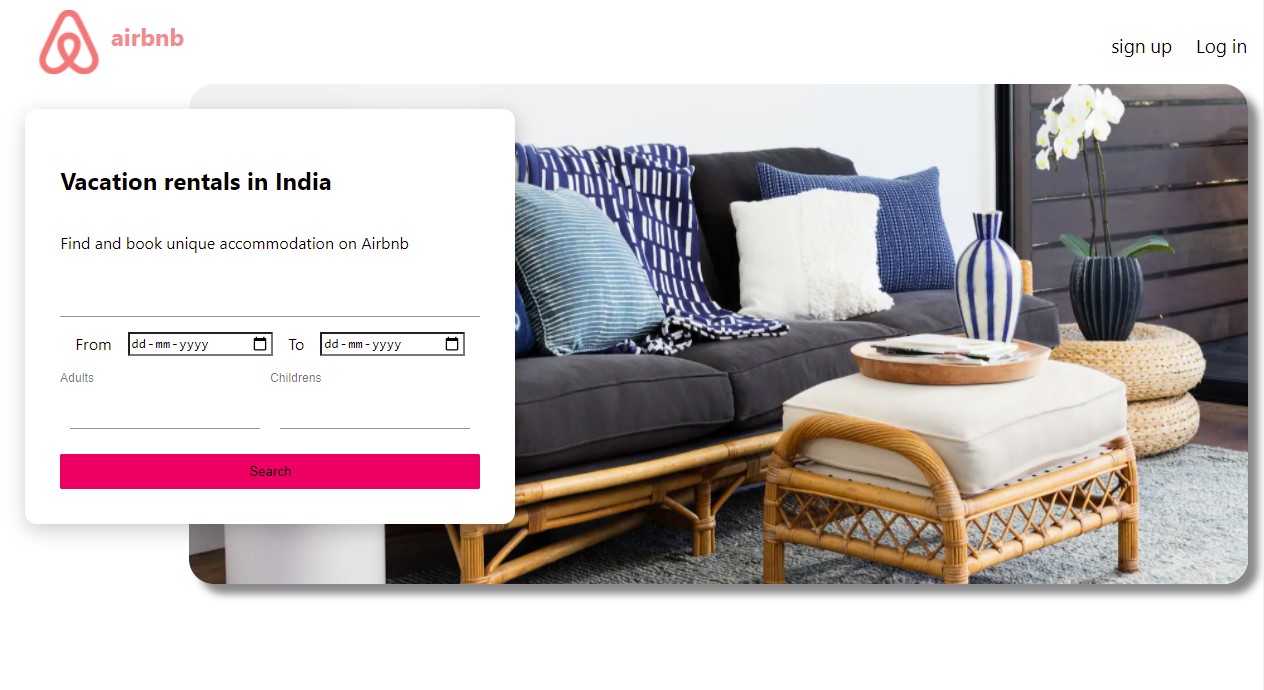 airbnb
sign up Log in
Vacation rentals in India
Find and book unique accommodation on Airbnb
From dd-mm-yyyy To dd-mm-yyyy
Adults Childrens
Search